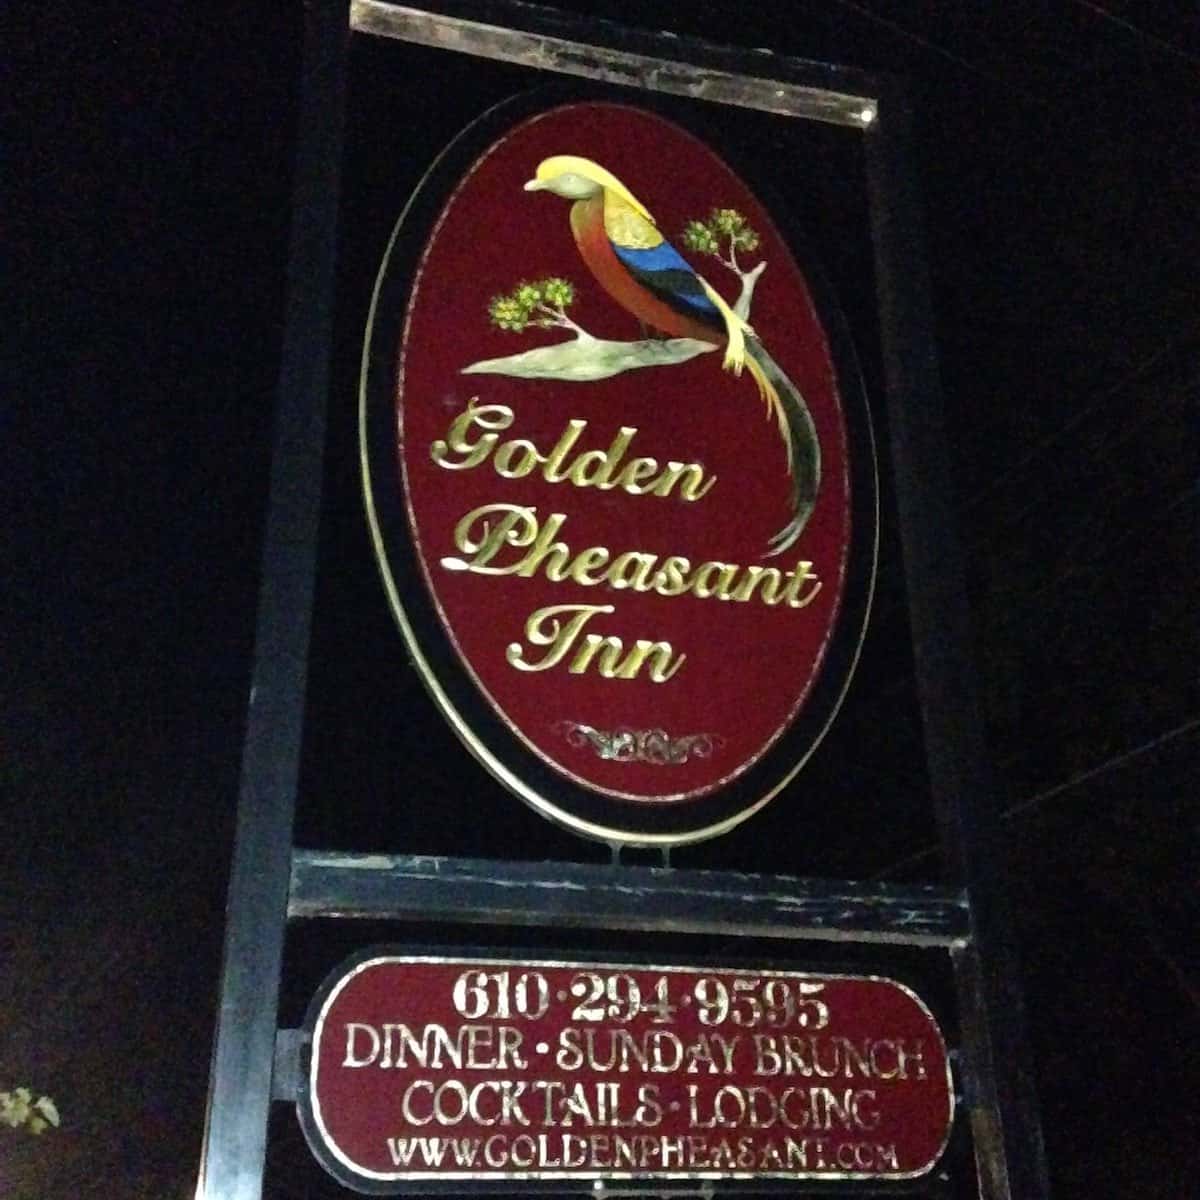 Golden
Pheasant
Inn
610·294·9595
DINNER · SUNDAY BRUNCH
COCKTAILS · LODGING
WWW.GOLDENPHEASANT.COM